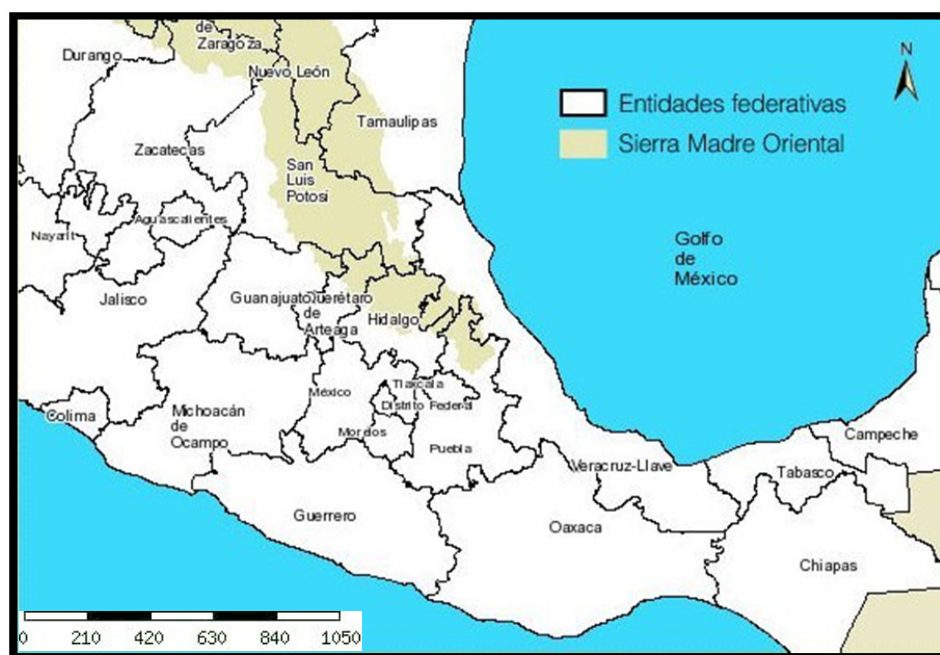 de
Zaragoza
Durango
Nuevo León
N
Entidades federativas
Tamaulipas
Sierra Madre Oriental
Zacatecas
San
Luis
Potosí
Aguascalientes
Nayarit
Golfo
de
México
Jalisco
Guanajuato
Querétaro
de
Arteaga
Hidalgo
Tlaxcala
México
Distrito Federal
Colima
Michoacán
de
Ocampo
Morelos
Puebla
Campeche
Veracruz-Llave
Tabasco
Guerrero
Oaxaca
Chiapas
0 210 420 630 840 1050